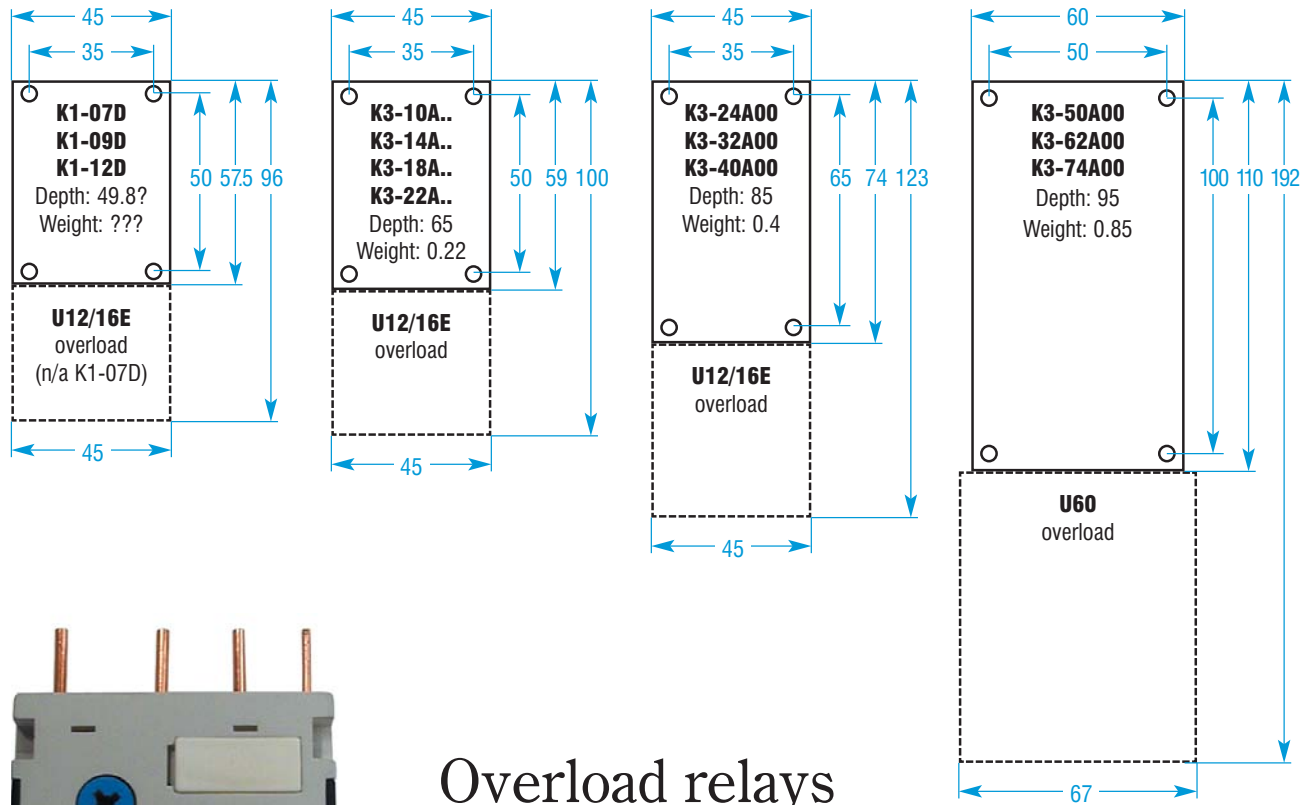 45
35
K1-07D
K1-09D
K1-12D
Depth: 49.8?
Weight: ???
50 57.5 96
U12/16E
overload
(n/a K1-07D)
45
45
35
K3-10A..
K3-14A..
K3-18A..
K3-22A..
Depth: 65
Weight: 0.22
50 59 100
U12/16E
overload
45
45
35
K3-24A00
K3-32A00
K3-40A00
Depth: 85
Weight: 0.4
65 74 123
U12/16E
overload
45
60
50
K3-50A00
K3-62A00
K3-74A00
Depth: 95
Weight: 0.85
100 110 192
U60
overload
67
Overload relays